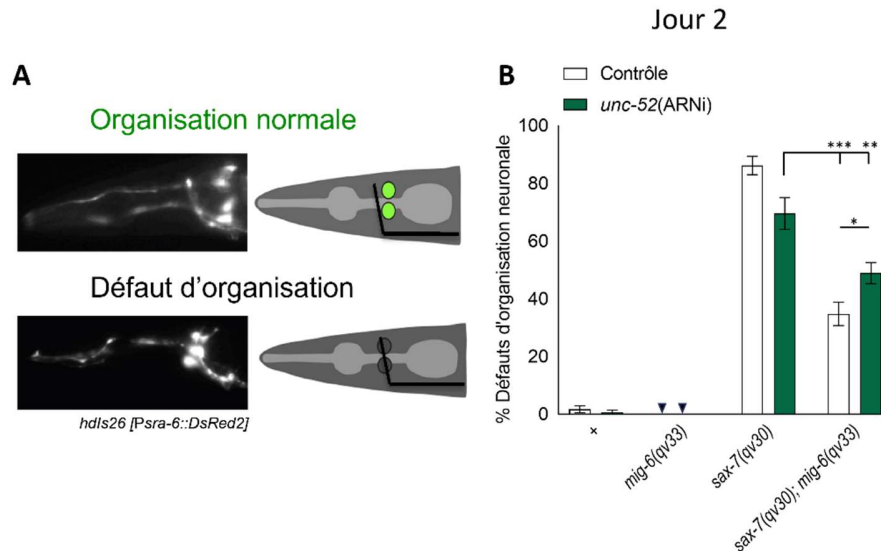 Jour 2
A
Organisation normale
Défaut d'organisation
hdIs26 [Psra-6::DsRed2]
B
Contrôle
unc-52(ARNi)
% Défauts d'organisation neuronale
100
80
60
40
20
0
***
**
*
+
mig-6(qv33)
sax-7(qv30)
sax-7(qv30); mig-6(qv33)